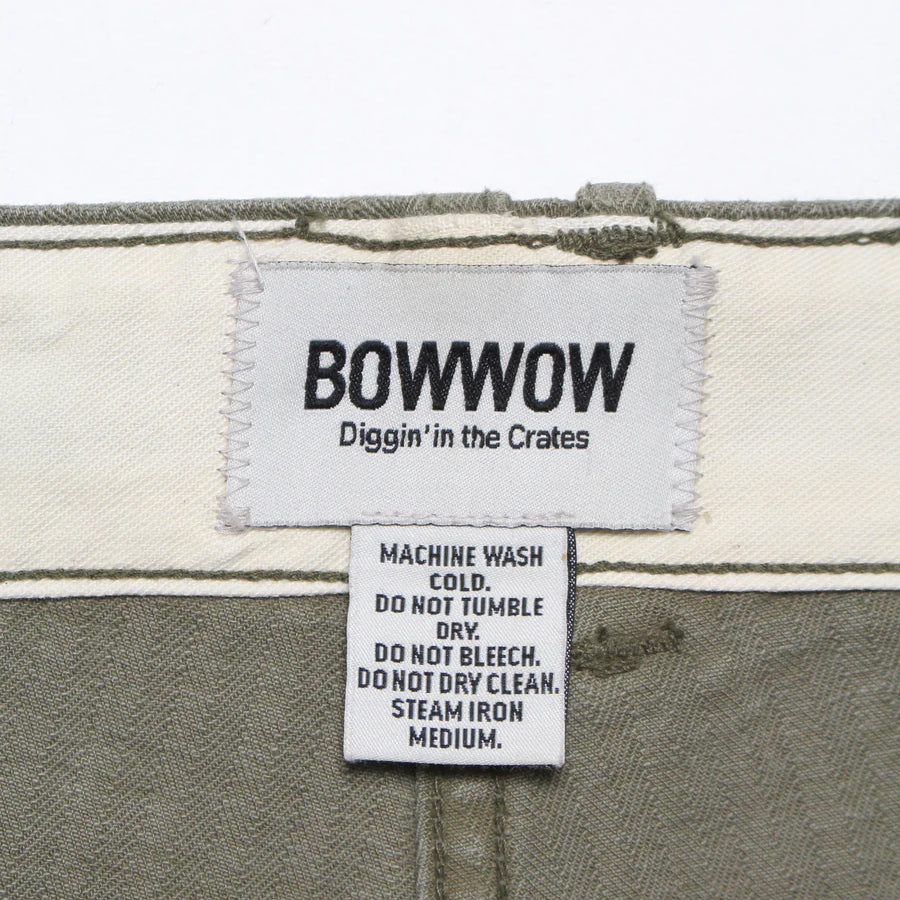 BOWWOW
Diggin' in the Crates
MACHINE WASH
COLD.
DO NOT TUMBLE
DRY.
DO NOT BLEECH.
DO NOT DRY CLEAN.
STEAM IRON
MEDIUM.